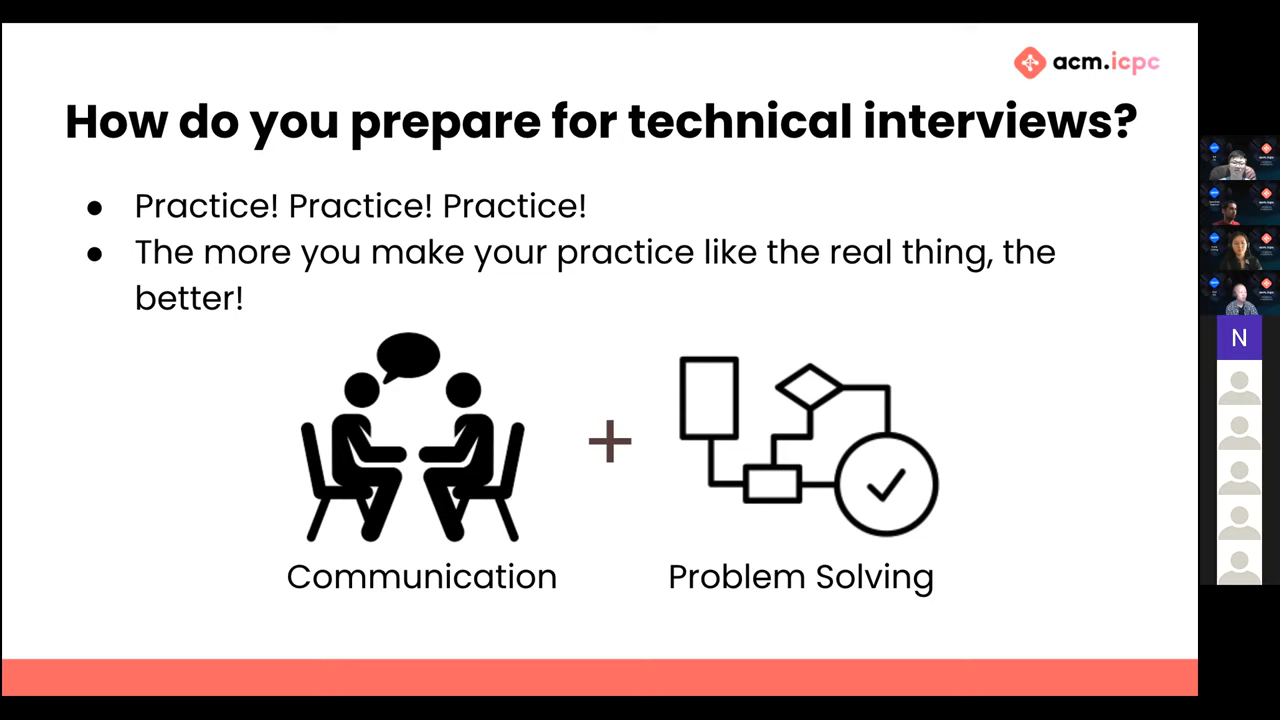 acm.icpc
How do you prepare for technical interviews?
● Practice! Practice! Practice!
● The more you make your practice like the real thing, the
better!
+
Communication
Problem Solving
N